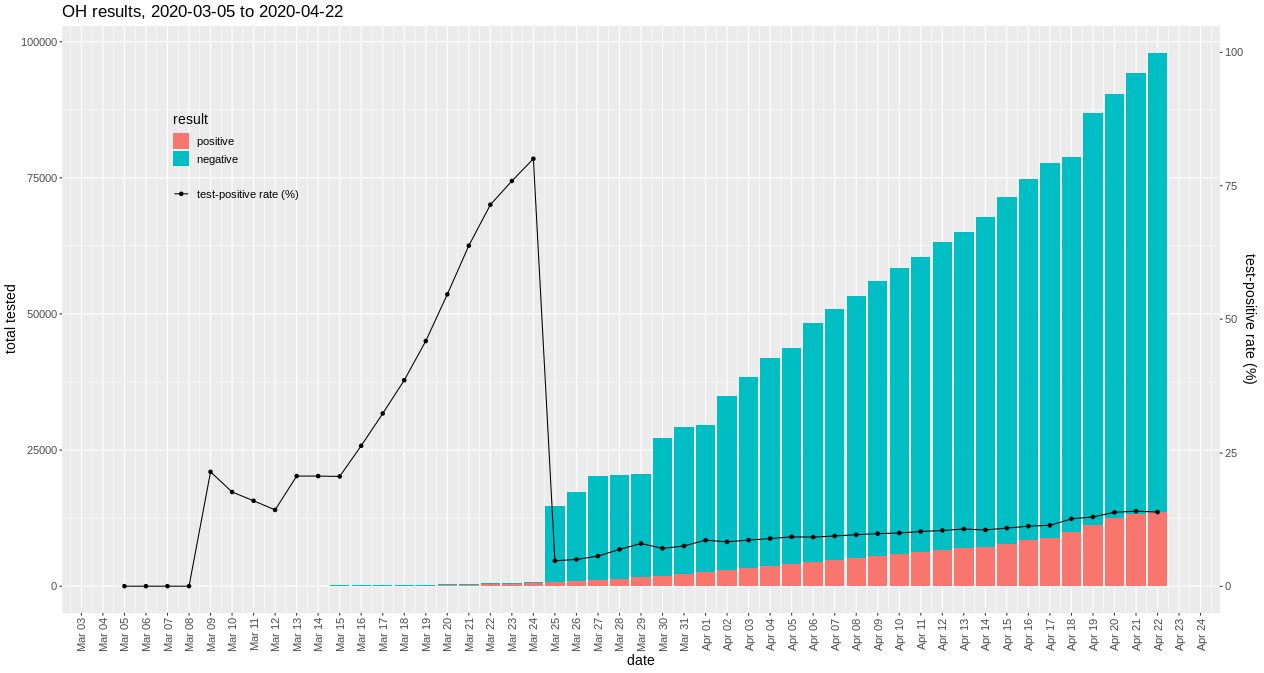 OH results, 2020-03-05 to 2020-04-22
100000
75000
50000
25000
0
total tested
result
positive
negative
test-positive rate (%)
100
75
50
25
0
test-positive rate (%)
Mar 03
Mar 04
Mar 05
Mar 06
Mar 07
Mar 08
Mar 09
Mar 10
Mar 11
Mar 12
Mar 13
Mar 14
Mar 15
Mar 16
Mar 17
Mar 18
Mar 19
Mar 20
Mar 21
Mar 22
Mar 23
Mar 24
Mar 25
Mar 26
Mar 27
Mar 28
Mar 29
Mar 30
Mar 31
Apr 01
Apr 02
Apr 03
Apr 04
Apr 05
Apr 06
Apr 07
Apr 08
Apr 09
Apr 10
Apr 11
Apr 12
Apr 13
Apr 14
Apr 15
Apr 16
Apr 17
Apr 18
Apr 19
Apr 20
Apr 21
Apr 22
Apr 23
Apr 24
date